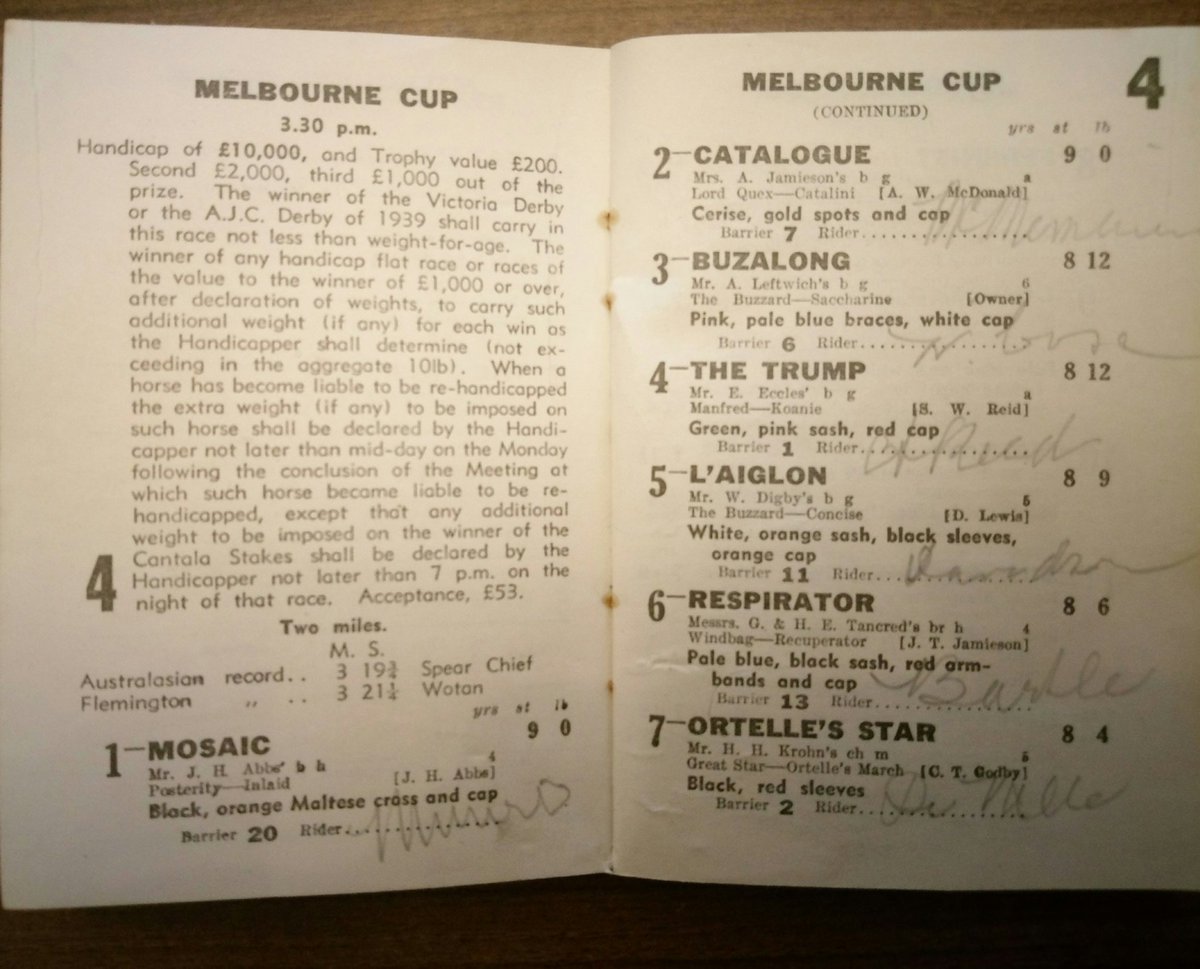 MELBOURNE CUP
3.30 p.m.
Handicap of £10,000, and Trophy value £200.
Second £2,000, third £1,000 out of the
prize. The winner of the Victoria Derby
or the A.J.C. Derby of 1939 shall carry in
this race not less than weight-for-age. The
winner of any handicap flat race or races of
the value to the winner of £1,000 or over,
after declaration of weights, to carry such
additional weight (if any) for each win as
the Handicapper shall determine (not ex-
ceeding in the aggregate 10lb). When a
horse has become liable to be re-handicapped
the extra weight (if any) to be imposed on
such horse shall be declared by the Handi-
capper not later than mid-day on the Monday
following the conclusion of the Meeting at
which such horse became liable to be re-
handicapped, except that any additional
weight to be imposed on the winner of the
Cantala Stakes shall be declared by the
4 Handicapper not later than 7 p.m. on the
night of that race. Acceptance, £53.
Two miles.
M. S.
Australasian record.. 3 19¾ Spear Chief
Flemington ,, .. 3 21¼ Wotan
yrs st lb
1—MOSAIC 9 0
Mr. J. H. Abbs' b h 4
Posterity—Inlaid [J. H. Abbs]
Black, orange Maltese cross and cap
Barrier 20 Rider.................. Munro
MELBOURNE CUP 4
(CONTINUED)
yrs st lb
2—CATALOGUE 9 0
Mrs. A. Jamieson's b g a
Lord Quex—Catalini [A. W. McDonald]
Cerise, gold spots and cap
Barrier 7 Rider..................
3—BUZALONG 8 12
Mr. A. Leftwich's b g 6
The Buzzard—Saccharine [Owner]
Pink, pale blue braces, white cap
Barrier 6 Rider..................
4—THE TRUMP 8 12
Mr. E. Eccles' b g a
Manfred—Koanie [S. W. Reid]
Green, pink sash, red cap
Barrier 1 Rider.................. Reed
5—L'AIGLON 8 9
Mr. W. Digby's b g 5
The Buzzard—Concise [D. Lewis]
White, orange sash, black sleeves,
orange cap
Barrier 11 Rider.................. Davidson
6—RESPIRATOR 8 6
Messrs. G. & H. E. Tancred's br h 4
Windbag—Recuperator [J. T. Jamieson]
Pale blue, black sash, red arm-
bands and cap
Barrier 13 Rider.................. Bartle
7—ORTELLE'S STAR 8 4
Mr. H. H. Krohn's ch m 5
Great Star—Ortelle's March [C. T. Godby]
Black, red sleeves
Barrier 2 Rider..................